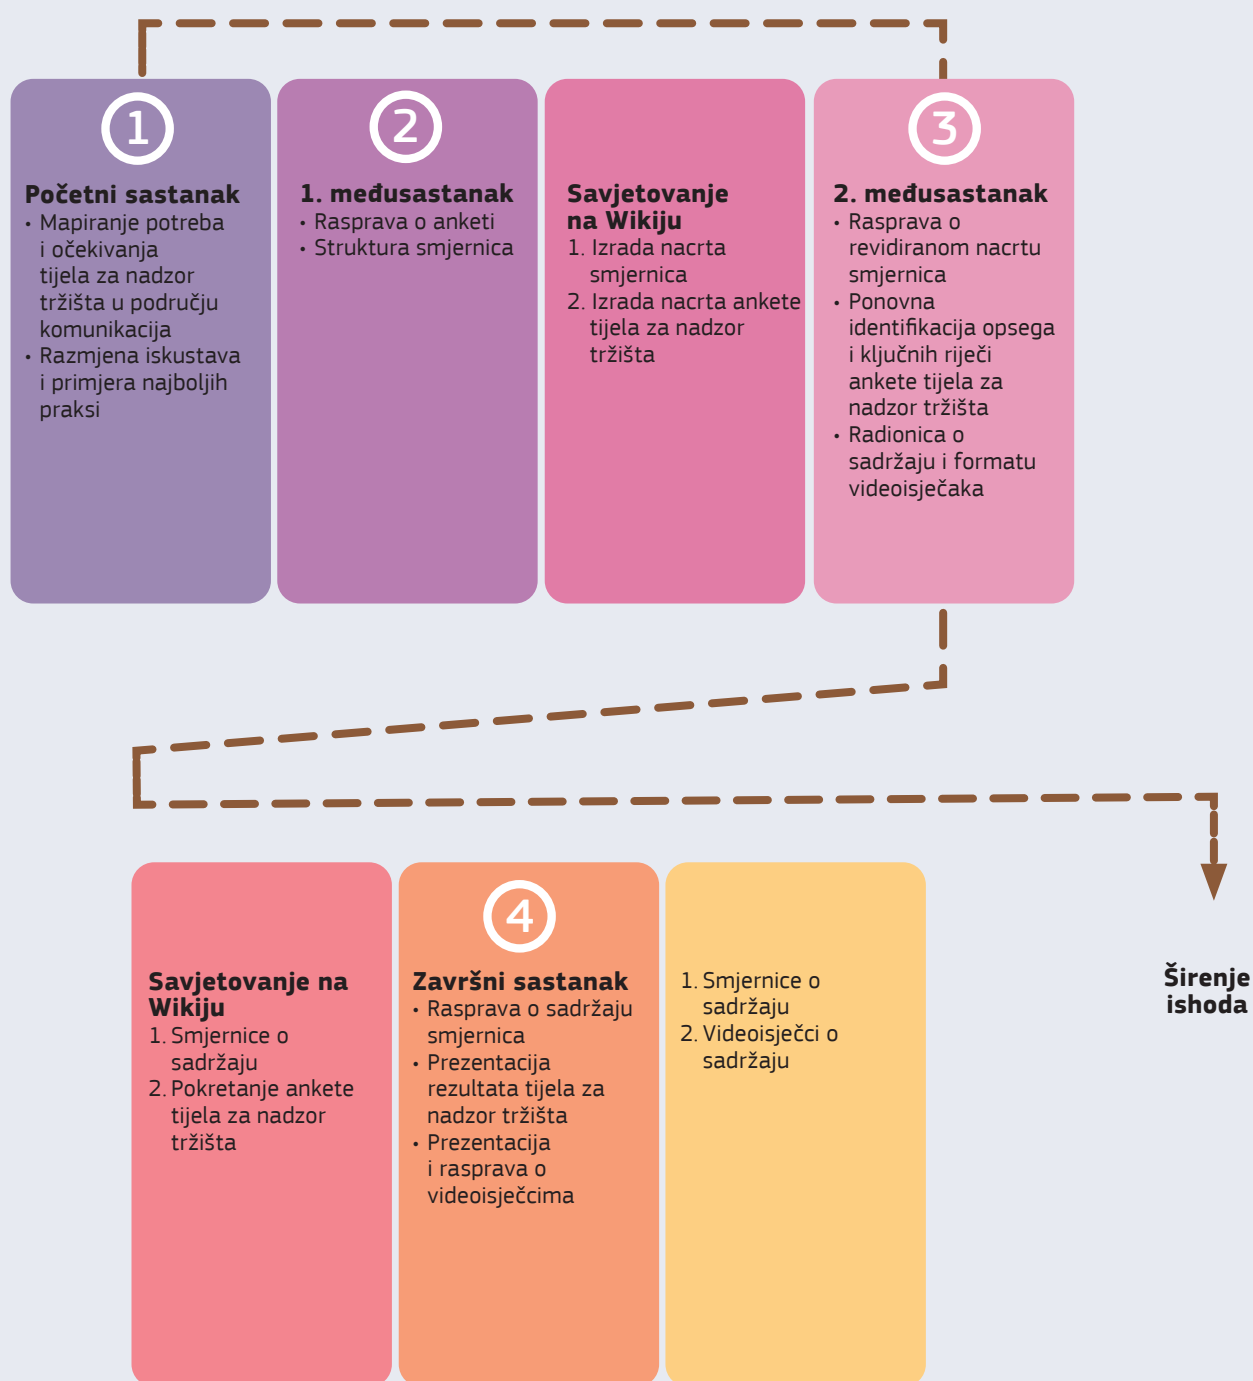 1
Početni sastanak
• Mapiranje potreba
i očekivanja
tijela za nadzor
tržišta u području
komunikacija
• Razmjena iskustava
i primjera najboljih
praksi
2
1. međusastanak
• Rasprava o anketi
• Struktura smjernica
Savjetovanje
na Wikiju
1. Izrada nacrta
smjernica
2. Izrada nacrta ankete
tijela za nadzor
tržišta
3
2. međusastanak
• Rasprava o
revidiranom nacrtu
smjernica
• Ponovna
identifikacija opsega
i ključnih riječi
ankete tijela za
nadzor tržišta
• Radionica o
sadržaju i formatu
videoisječaka
Savjetovanje na
Wikiju
1. Smjernice o
sadržaju
2. Pokretanje ankete
tijela za nadzor
tržišta
4
Završni sastanak
• Rasprava o sadržaju
smjernica
• Prezentacija
rezultata tijela za
nadzor tržišta
• Prezentacija
i rasprava o
videoisječcima
1. Smjernice o
sadržaju
2. Videoisječci o
sadržaju
Širenje
ishoda